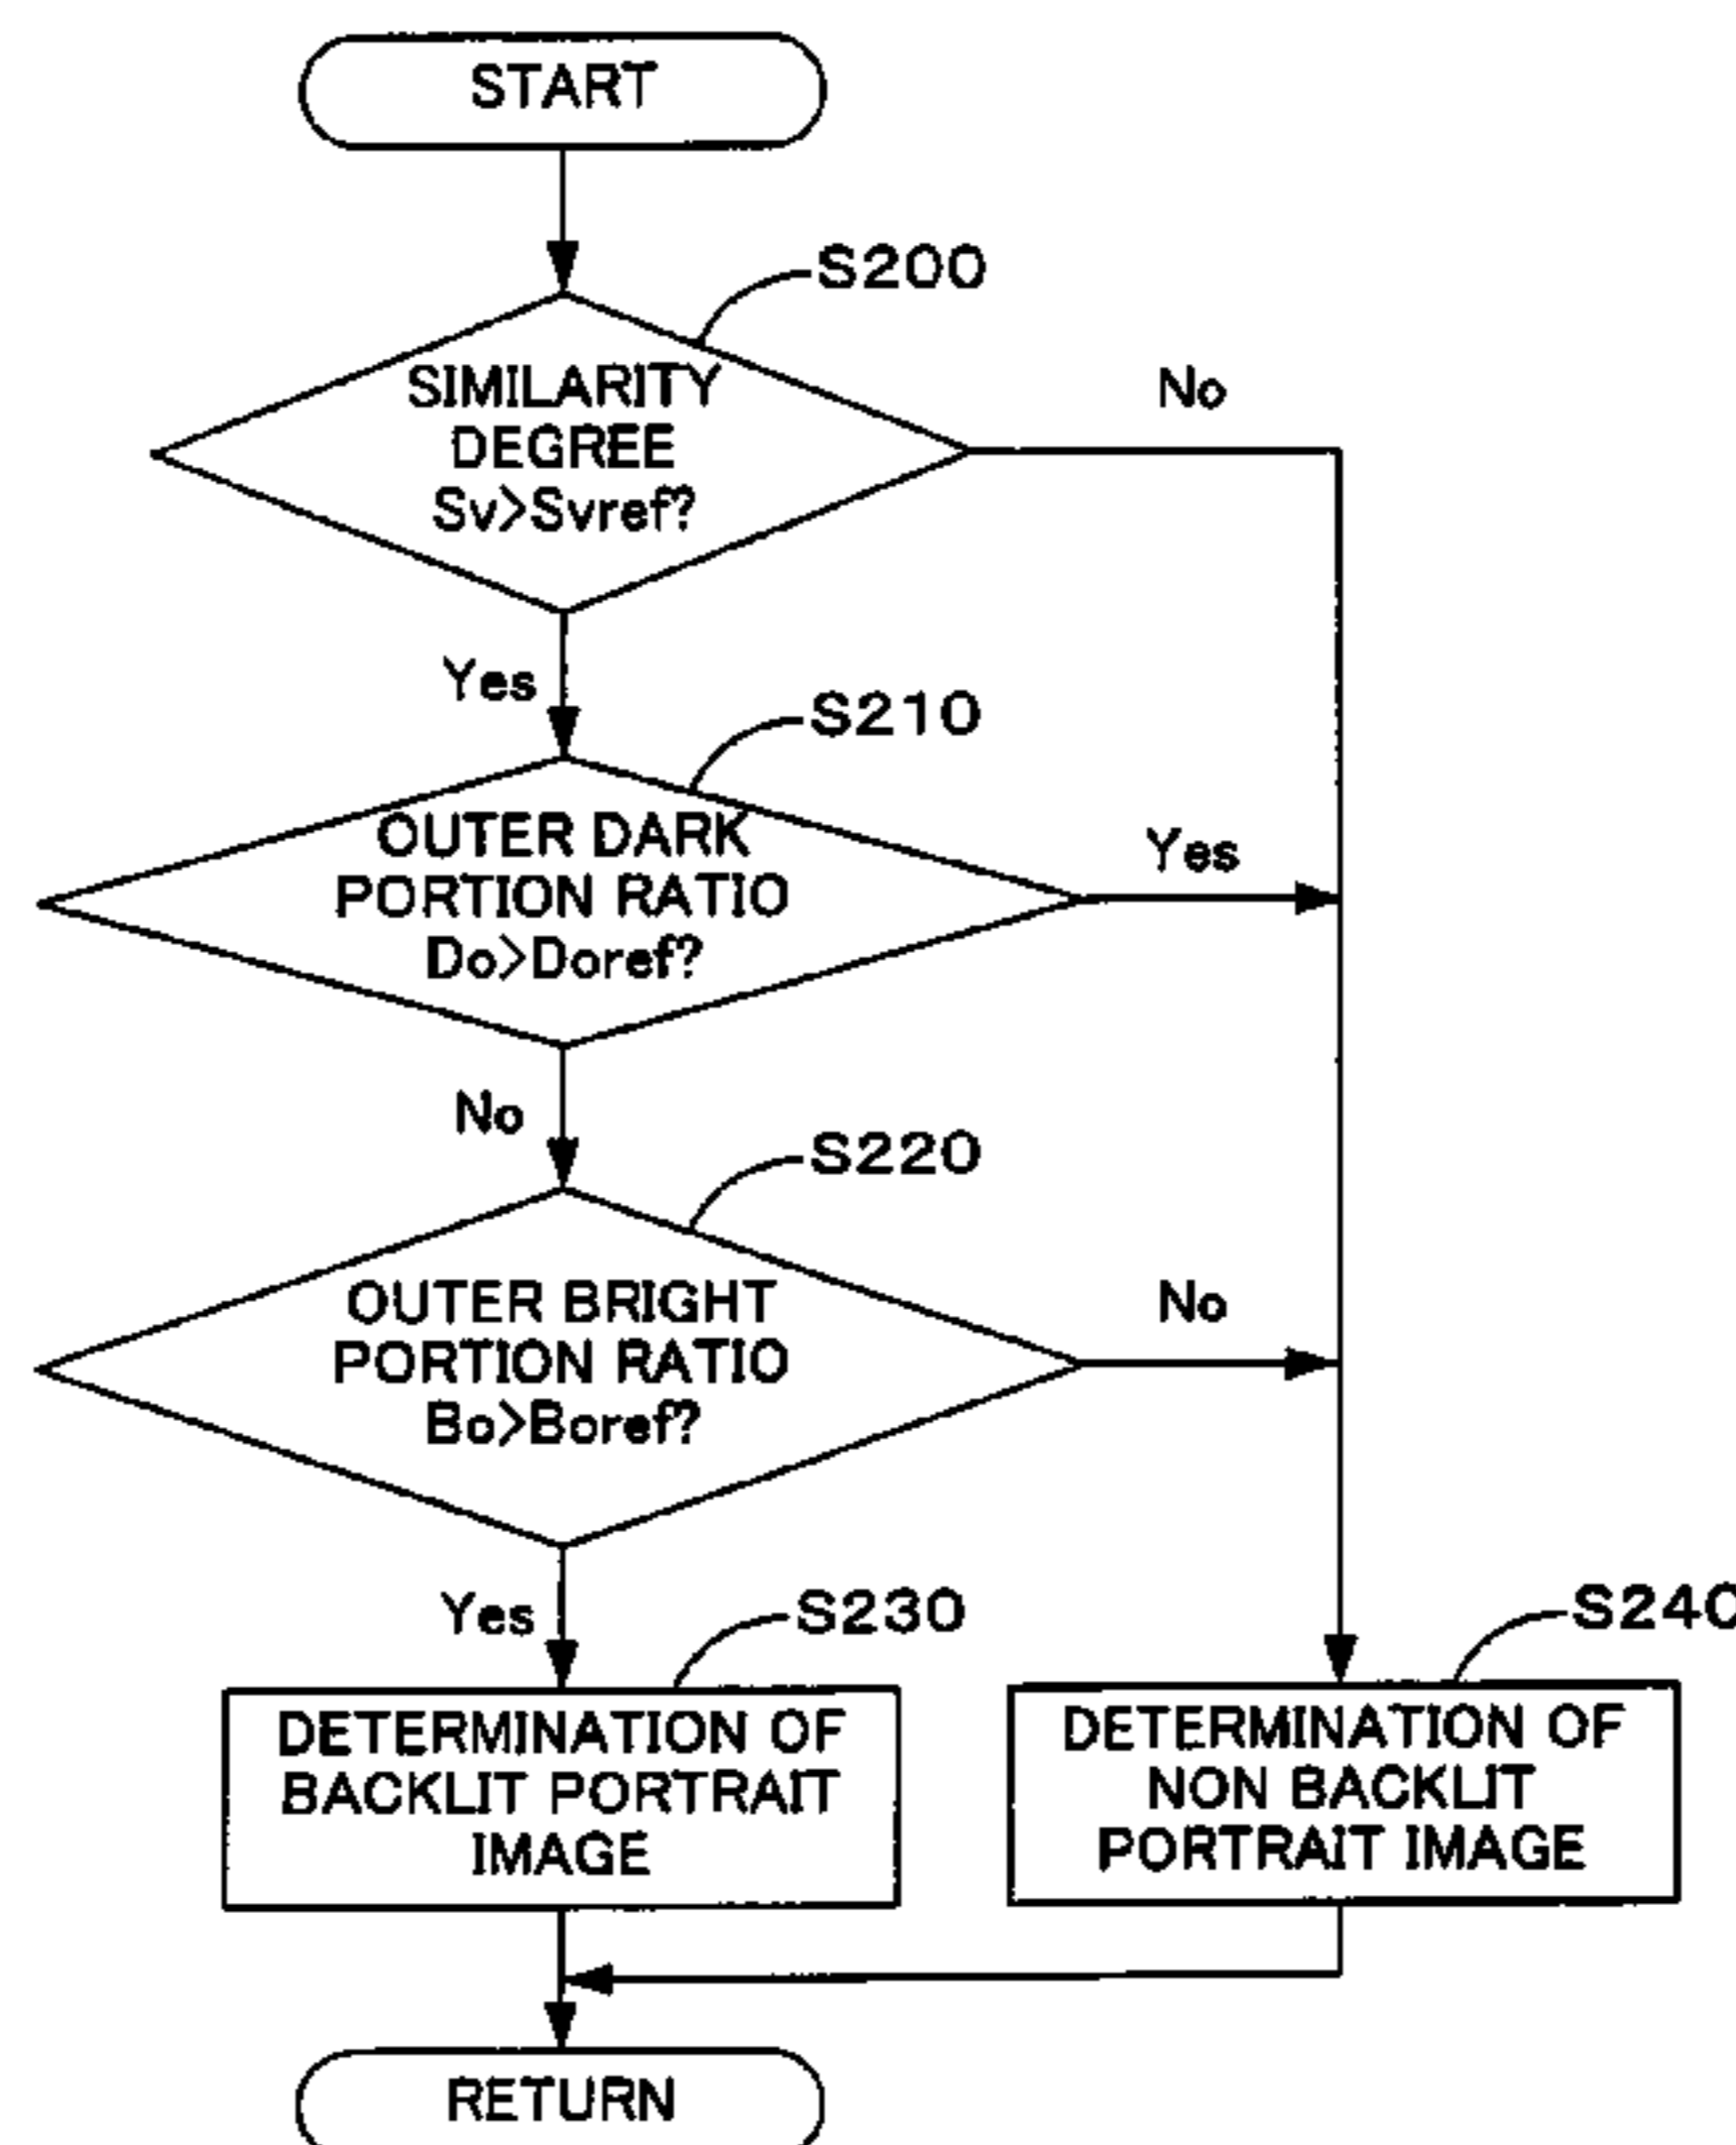 START
S200
SIMILARITY
DEGREE
Sv>Svref?
No
Yes
S210
OUTER DARK
PORTION RATIO
Do>Doref?
Yes
No
S220
OUTER BRIGHT
PORTION RATIO
Bo>Boref?
No
Yes
S230
S240
DETERMINATION OF
BACKLIT PORTRAIT
IMAGE
DETERMINATION OF
NON BACKLIT
PORTRAIT IMAGE
RETURN